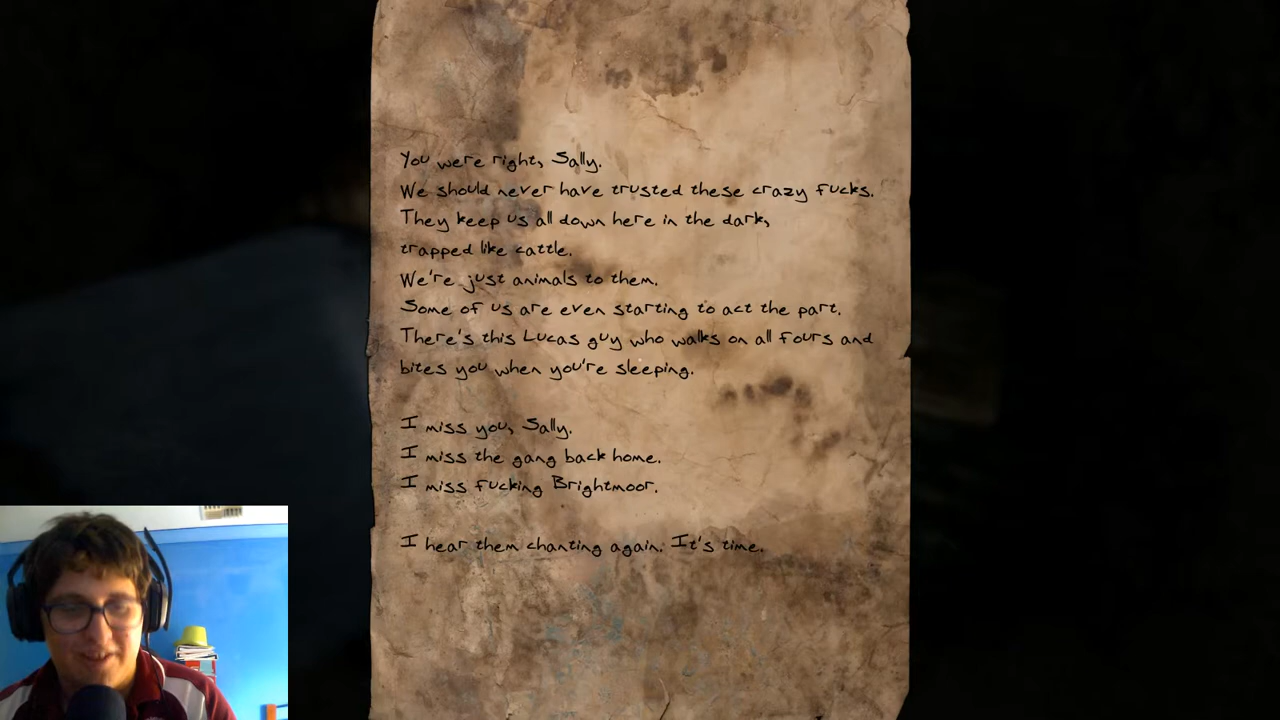 You were right, Sally.
We should never have trusted these crazy fucks.
They keep us all down here in the dark,
trapped like cattle.
We're just animals to them.
Some of us are even starting to act the part.
There's this Lucas guy who walks on all fours and
bites you when you're sleeping.
I miss you, Sally.
I miss the gang back home.
I miss fucking Brightmoor.
I hear them chanting again. It's time.